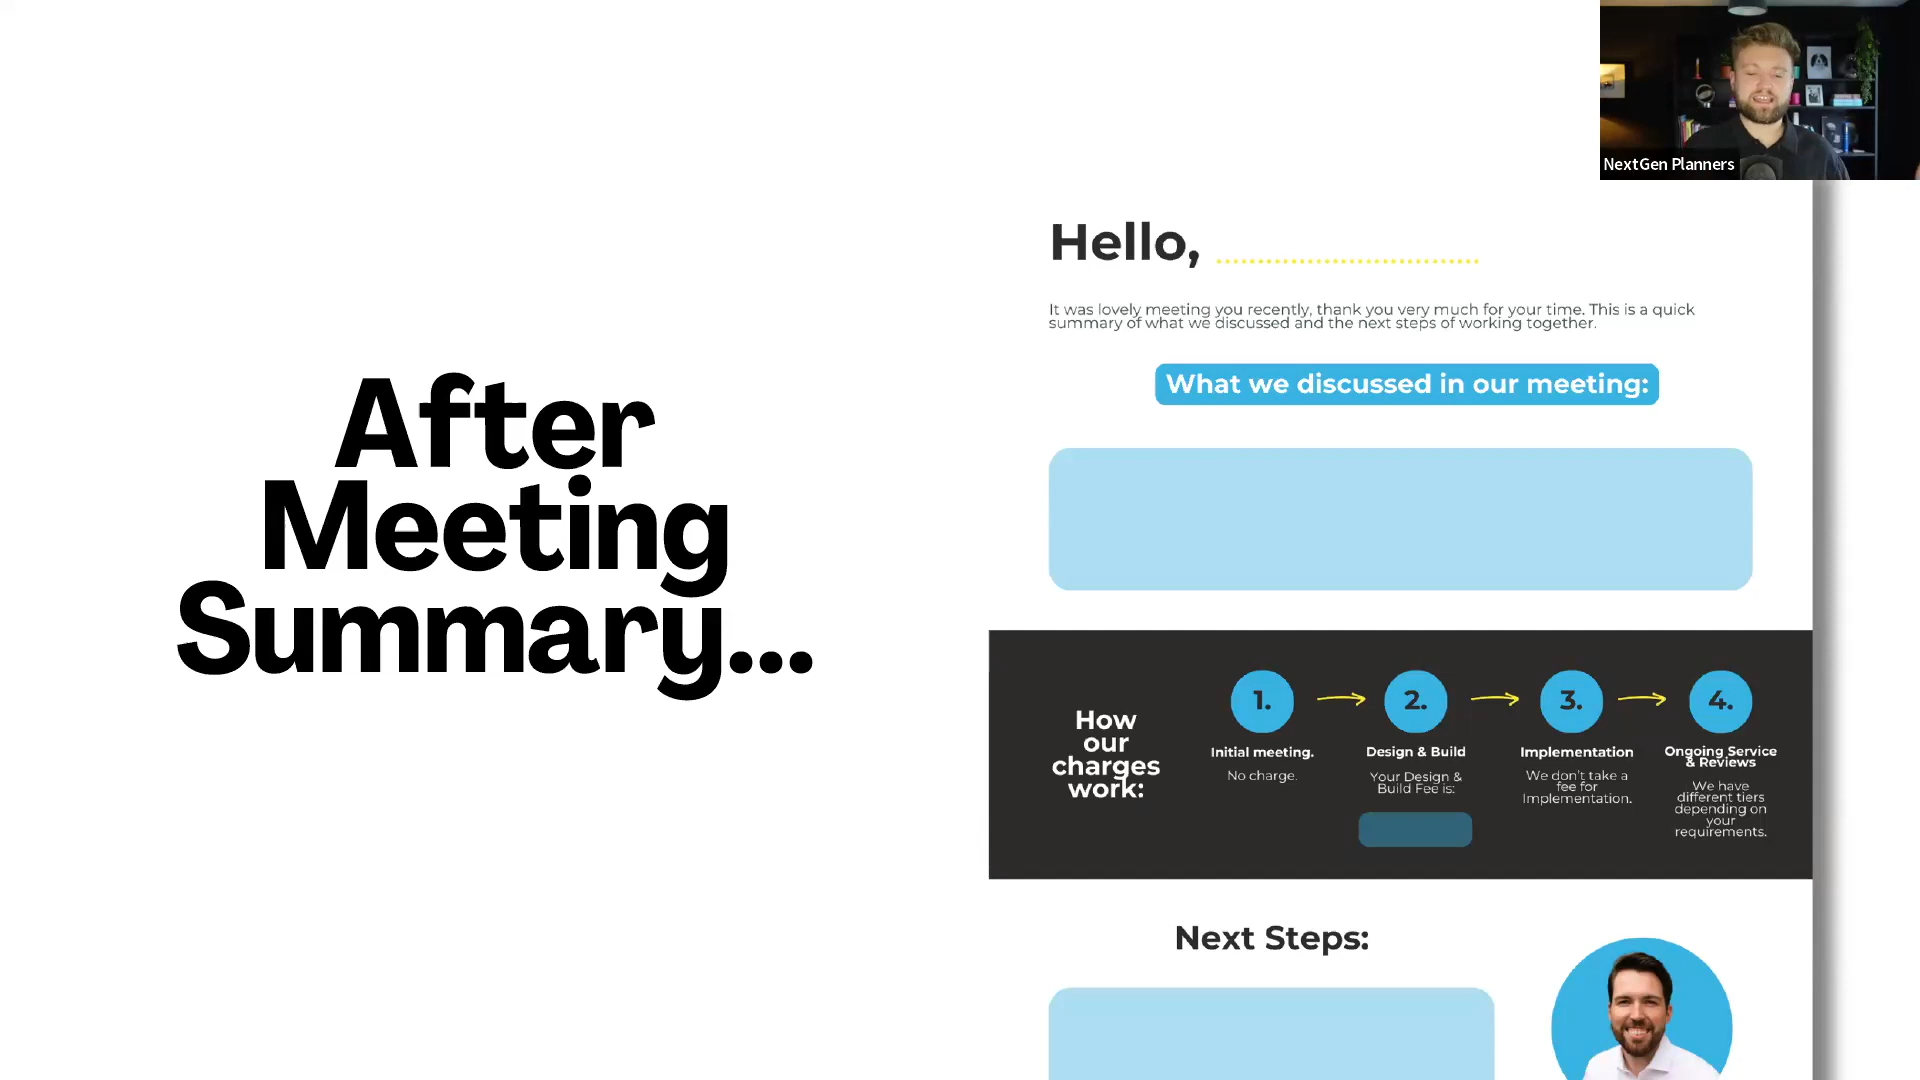 NextGen Planners
After
Meeting
Summary...
Hello,
It was lovely meeting you recently, thank you very much for your time. This is a quick
summary of what we discussed and the next steps of working together.
What we discussed in our meeting:
How
our
charges
work:
1.
Initial meeting.
No charge.
2.
Design & Build
Your Design &
Build Fee is:
3.
Implementation
We don't take a
fee for
Implementation.
4.
Ongoing Service
& Reviews
We have
different tiers
depending on
your
requirements.
Next Steps: